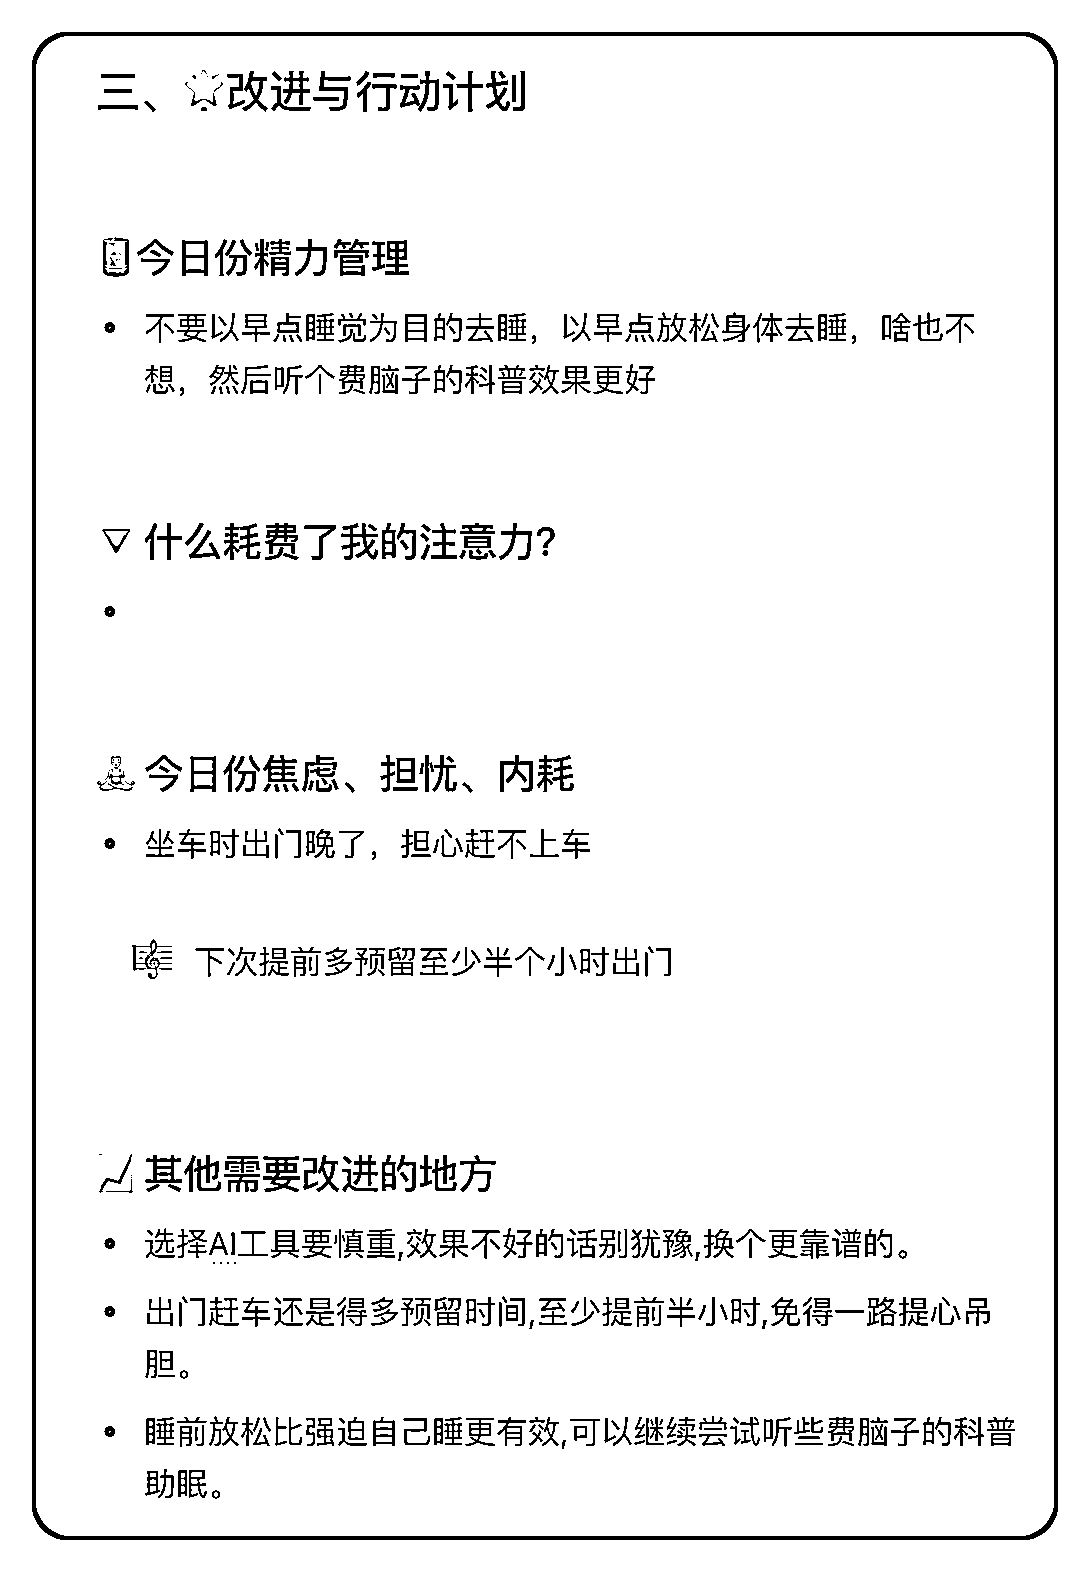 三、改进与行动计划
今日份精力管理
• 不要以早点睡觉为目的去睡，以早点放松身体去睡，啥也不
想，然后听个费脑子的科普效果更好
什么耗费了我的注意力?
•
今日份焦虑、担忧、内耗
• 坐车时出门晚了，担心赶不上车
下次提前多预留至少半个小时出门
其他需要改进的地方
• 选择AI工具要慎重,效果不好的话别犹豫,换个更靠谱的。
• 出门赶车还是得多预留时间,至少提前半小时,免得一路提心吊
胆。
• 睡前放松比强迫自己睡更有效,可以继续尝试听些费脑子的科普
助眠。